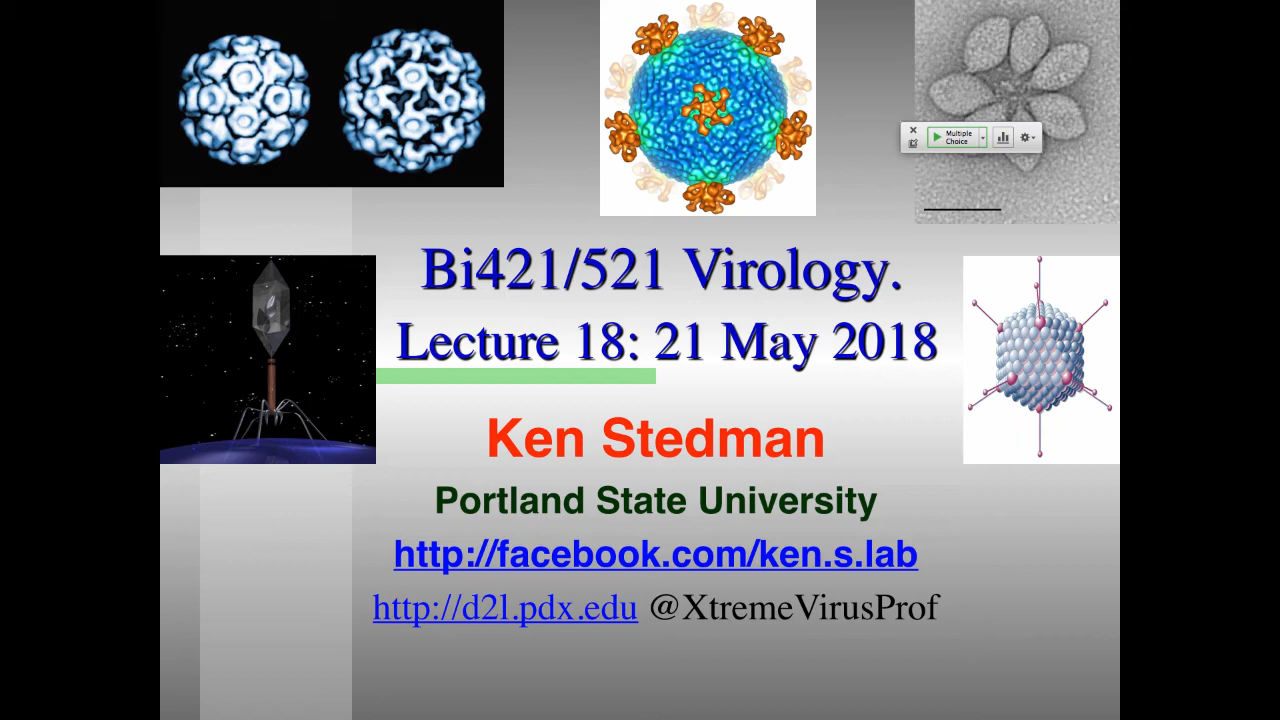 Multiple
Choice
Bi421/521 Virology.
Lecture 18: 21 May 2018
Ken Stedman
Portland State University
http://facebook.com/ken.s.lab
http://d2l.pdx.edu @XtremeVirusProf